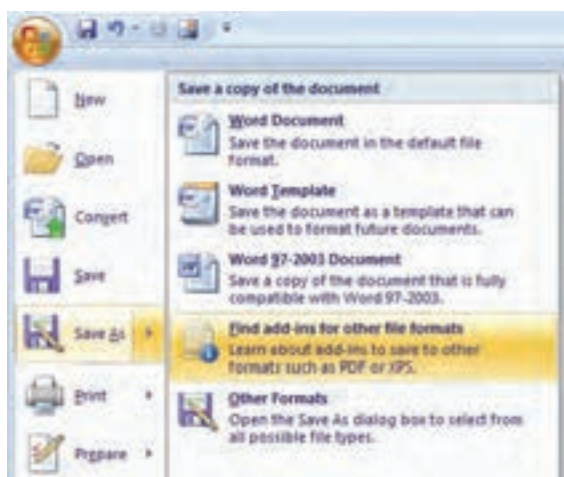 New
Open
Convert
Save
Save As
Print
Prepare
Save a copy of the document
Word Document
Save the document in the default file
format.
Word Template
Save the document as a template that can
be used to format future documents.
Word 97-2003 Document
Save a copy of the document that is fully
compatible with Word 97-2003.
Find add-ins for other file formats
Learn about add-ins to save to other
formats such as PDF or XPS.
Other Formats
Open the Save As dialog box to select from
all possible file types.